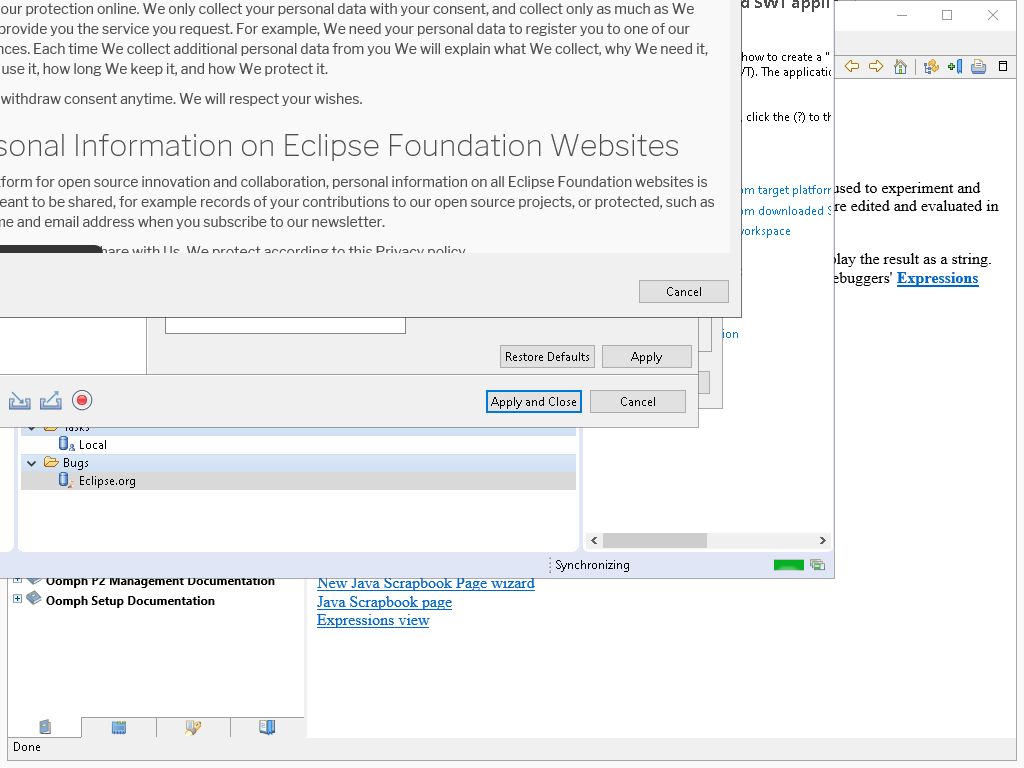 our protection online. We only collect your personal data with your consent, and collect only as much as We
provide you the service you request. For example, We need your personal data to register you to one of our
nces. Each time We collect additional personal data from you We will explain what We collect, why We need it,
use it, how long We keep it, and how We protect it.
withdraw consent anytime. We will respect your wishes.
sonal Information on Eclipse Foundation Websites
tform for open source innovation and collaboration, personal information on all Eclipse Foundation websites is
eant to be shared, for example records of your contributions to our open source projects, or protected, such as
me and email address when you subscribe to our newsletter.
hare with Us. We protect according to this Privacy policy.
Cancel
d SWT appli
how to create a "
VT). The applicatio
, click the (?) to th
om target platform
om downloaded S
workspace
ion
used to experiment and
re edited and evaluated in
play the result as a string.
ebuggers' Expressions
Restore Defaults
Apply
Apply and Close
Cancel
Tasks
Local
Bugs
Eclipse.org
Synchronizing
Oomph P2 Management Documentation
Oomph Setup Documentation
New Java Scrapbook Page wizard
Java Scrapbook page
Expressions view
Done